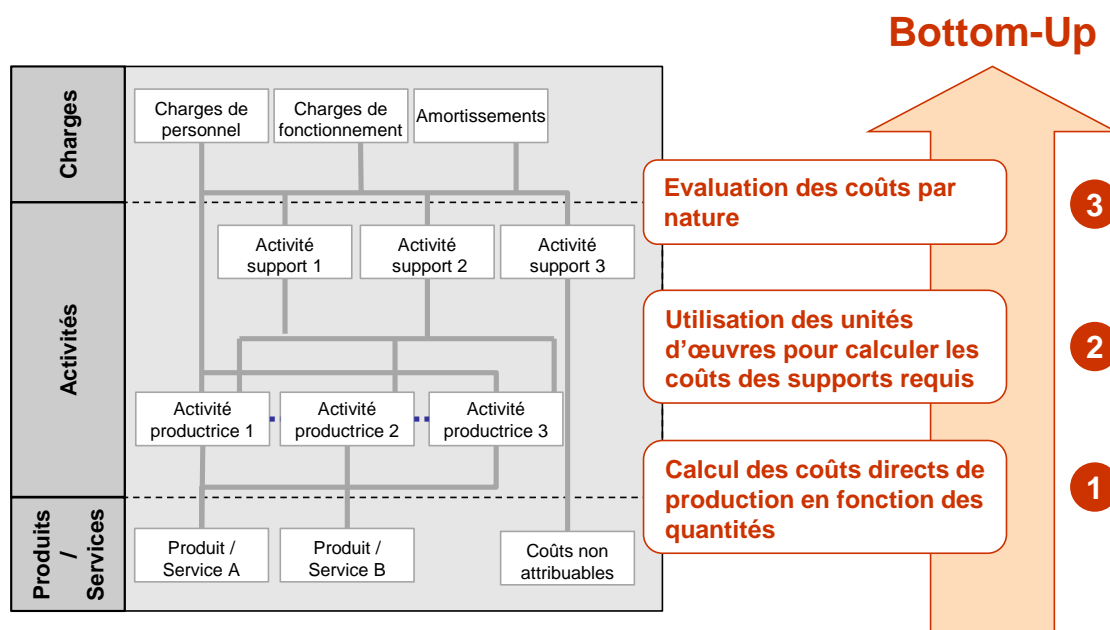 Bottom-Up
Charges
Charges de
personnel
Charges de
fonctionnement
Amortissements
Evaluation des coûts par
nature
3
Activités
Activité
support 1
Activité
support 2
Activité
support 3
Utilisation des unités
d’œuvres pour calculer les
coûts des supports requis
2
Activité
productrice 1
Activité
productrice 2
Activité
productrice 3
Calcul des coûts directs de
production en fonction des
quantités
1
Produits
/
Services
Produit /
Service A
Produit /
Service B
Coûts non
attribuables